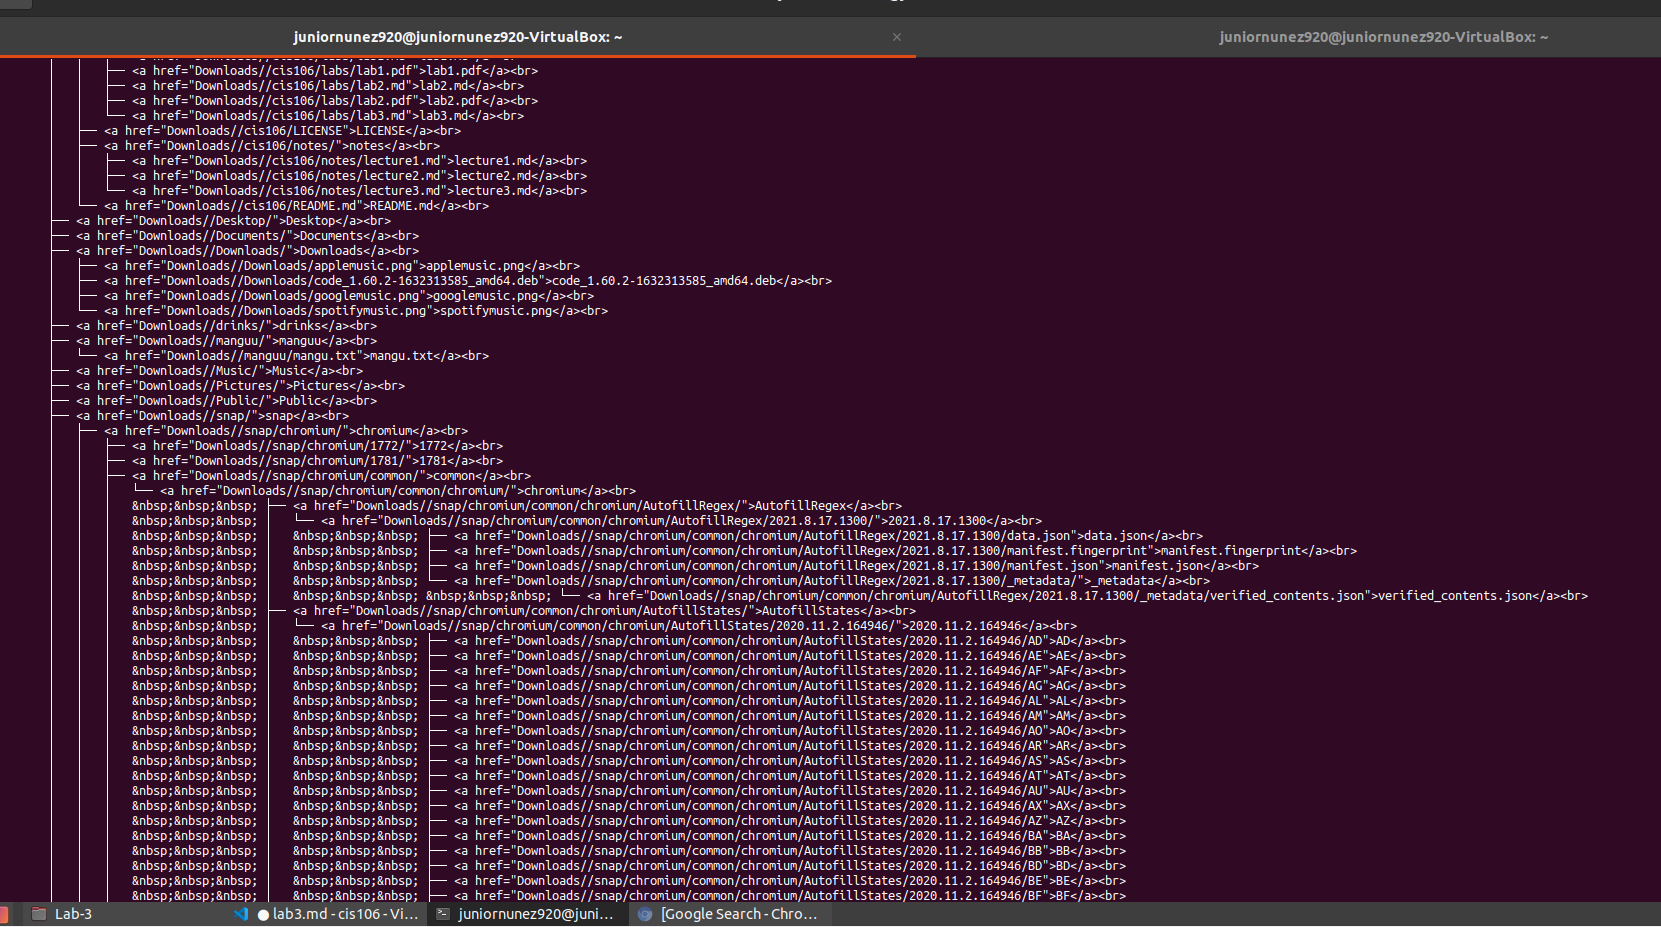 juniornunez920@juniornunez920-VirtualBox: ~ × juniornunez920@juniornunez920-VirtualBox: ~
├── <a href="Downloads//cis106/labs/lab1.pdf">lab1.pdf</a><br>
├── <a href="Downloads//cis106/labs/lab2.md">lab2.md</a><br>
├── <a href="Downloads//cis106/labs/lab2.pdf">lab2.pdf</a><br>
└── <a href="Downloads//cis106/labs/lab3.md">lab3.md</a><br>
├── <a href="Downloads//cis106/LICENSE">LICENSE</a><br>
├── <a href="Downloads//cis106/notes/">notes</a><br>
├── <a href="Downloads//cis106/notes/lecture1.md">lecture1.md</a><br>
├── <a href="Downloads//cis106/notes/lecture2.md">lecture2.md</a><br>
└── <a href="Downloads//cis106/notes/lecture3.md">lecture3.md</a><br>
└── <a href="Downloads//cis106/README.md">README.md</a><br>
├── <a href="Downloads//Desktop/">Desktop</a><br>
├── <a href="Downloads//Documents/">Documents</a><br>
├── <a href="Downloads//Downloads/">Downloads</a><br>
├── <a href="Downloads//Downloads/applemusic.png">applemusic.png</a><br>
├── <a href="Downloads//Downloads/code_1.60.2-1632313585_amd64.deb">code_1.60.2-1632313585_amd64.deb</a><br>
├── <a href="Downloads//Downloads/googlemusic.png">googlemusic.png</a><br>
└── <a href="Downloads//Downloads/spotifymusic.png">spotifymusic.png</a><br>
├── <a href="Downloads//drinks/">drinks</a><br>
├── <a href="Downloads//manguu/">manguu</a><br>
└── <a href="Downloads//manguu/mangu.txt">mangu.txt</a><br>
├── <a href="Downloads//Music/">Music</a><br>
├── <a href="Downloads//Pictures/">Pictures</a><br>
├── <a href="Downloads//Public/">Public</a><br>
├── <a href="Downloads//snap/">snap</a><br>
├── <a href="Downloads//snap/chromium/">chromium</a><br>
├── <a href="Downloads//snap/chromium/1772/">1772</a><br>
├── <a href="Downloads//snap/chromium/1781/">1781</a><br>
├── <a href="Downloads//snap/chromium/common/">common</a><br>
└── <a href="Downloads//snap/chromium/common/chromium/">chromium</a><br>
&nbsp;&nbsp;&nbsp; ├── <a href="Downloads//snap/chromium/common/chromium/AutofillRegex/">AutofillRegex</a><br>
&nbsp;&nbsp;&nbsp; │ └── <a href="Downloads//snap/chromium/common/chromium/AutofillRegex/2021.8.17.1300/">2021.8.17.1300</a><br>
&nbsp;&nbsp;&nbsp; │ &nbsp;&nbsp;&nbsp; ├── <a href="Downloads//snap/chromium/common/chromium/AutofillRegex/2021.8.17.1300/data.json">data.json</a><br>
&nbsp;&nbsp;&nbsp; │ &nbsp;&nbsp;&nbsp; ├── <a href="Downloads//snap/chromium/common/chromium/AutofillRegex/2021.8.17.1300/manifest.fingerprint">manifest.fingerprint</a><br>
&nbsp;&nbsp;&nbsp; │ &nbsp;&nbsp;&nbsp; ├── <a href="Downloads//snap/chromium/common/chromium/AutofillRegex/2021.8.17.1300/manifest.json">manifest.json</a><br>
&nbsp;&nbsp;&nbsp; │ &nbsp;&nbsp;&nbsp; └── <a href="Downloads//snap/chromium/common/chromium/AutofillRegex/2021.8.17.1300/_metadata/">_metadata</a><br>
&nbsp;&nbsp;&nbsp; │ &nbsp;&nbsp;&nbsp; &nbsp;&nbsp;&nbsp; └── <a href="Downloads//snap/chromium/common/chromium/AutofillRegex/2021.8.17.1300/_metadata/verified_contents.json">verified_contents.json</a><br>
&nbsp;&nbsp;&nbsp; ├── <a href="Downloads//snap/chromium/common/chromium/AutofillStates/">AutofillStates</a><br>
&nbsp;&nbsp;&nbsp; │ └── <a href="Downloads//snap/chromium/common/chromium/AutofillStates/2020.11.2.164946/">2020.11.2.164946</a><br>
&nbsp;&nbsp;&nbsp; │ &nbsp;&nbsp;&nbsp; ├── <a href="Downloads//snap/chromium/common/chromium/AutofillStates/2020.11.2.164946/AD">AD</a><br>
&nbsp;&nbsp;&nbsp; │ &nbsp;&nbsp;&nbsp; ├── <a href="Downloads//snap/chromium/common/chromium/AutofillStates/2020.11.2.164946/AE">AE</a><br>
&nbsp;&nbsp;&nbsp; │ &nbsp;&nbsp;&nbsp; ├── <a href="Downloads//snap/chromium/common/chromium/AutofillStates/2020.11.2.164946/AF">AF</a><br>
&nbsp;&nbsp;&nbsp; │ &nbsp;&nbsp;&nbsp; ├── <a href="Downloads//snap/chromium/common/chromium/AutofillStates/2020.11.2.164946/AG">AG</a><br>
&nbsp;&nbsp;&nbsp; │ &nbsp;&nbsp;&nbsp; ├── <a href="Downloads//snap/chromium/common/chromium/AutofillStates/2020.11.2.164946/AL">AL</a><br>
&nbsp;&nbsp;&nbsp; │ &nbsp;&nbsp;&nbsp; ├── <a href="Downloads//snap/chromium/common/chromium/AutofillStates/2020.11.2.164946/AM">AM</a><br>
&nbsp;&nbsp;&nbsp; │ &nbsp;&nbsp;&nbsp; ├── <a href="Downloads//snap/chromium/common/chromium/AutofillStates/2020.11.2.164946/AO">AO</a><br>
&nbsp;&nbsp;&nbsp; │ &nbsp;&nbsp;&nbsp; ├── <a href="Downloads//snap/chromium/common/chromium/AutofillStates/2020.11.2.164946/AR">AR</a><br>
&nbsp;&nbsp;&nbsp; │ &nbsp;&nbsp;&nbsp; ├── <a href="Downloads//snap/chromium/common/chromium/AutofillStates/2020.11.2.164946/AS">AS</a><br>
&nbsp;&nbsp;&nbsp; │ &nbsp;&nbsp;&nbsp; ├── <a href="Downloads//snap/chromium/common/chromium/AutofillStates/2020.11.2.164946/AT">AT</a><br>
&nbsp;&nbsp;&nbsp; │ &nbsp;&nbsp;&nbsp; ├── <a href="Downloads//snap/chromium/common/chromium/AutofillStates/2020.11.2.164946/AU">AU</a><br>
&nbsp;&nbsp;&nbsp; │ &nbsp;&nbsp;&nbsp; ├── <a href="Downloads//snap/chromium/common/chromium/AutofillStates/2020.11.2.164946/AX">AX</a><br>
&nbsp;&nbsp;&nbsp; │ &nbsp;&nbsp;&nbsp; ├── <a href="Downloads//snap/chromium/common/chromium/AutofillStates/2020.11.2.164946/AZ">AZ</a><br>
&nbsp;&nbsp;&nbsp; │ &nbsp;&nbsp;&nbsp; ├── <a href="Downloads//snap/chromium/common/chromium/AutofillStates/2020.11.2.164946/BA">BA</a><br>
&nbsp;&nbsp;&nbsp; │ &nbsp;&nbsp;&nbsp; ├── <a href="Downloads//snap/chromium/common/chromium/AutofillStates/2020.11.2.164946/BB">BB</a><br>
&nbsp;&nbsp;&nbsp; │ &nbsp;&nbsp;&nbsp; ├── <a href="Downloads//snap/chromium/common/chromium/AutofillStates/2020.11.2.164946/BD">BD</a><br>
&nbsp;&nbsp;&nbsp; │ &nbsp;&nbsp;&nbsp; ├── <a href="Downloads//snap/chromium/common/chromium/AutofillStates/2020.11.2.164946/BE">BE</a><br>
&nbsp;&nbsp;&nbsp; │ &nbsp;&nbsp;&nbsp; ├── <a href="Downloads//snap/chromium/common/chromium/AutofillStates/2020.11.2.164946/BF">BF</a><br>
Lab-3 ● lab3.md - cis106 - Vi... juniornunez920@juni... [Google Search - Chro...